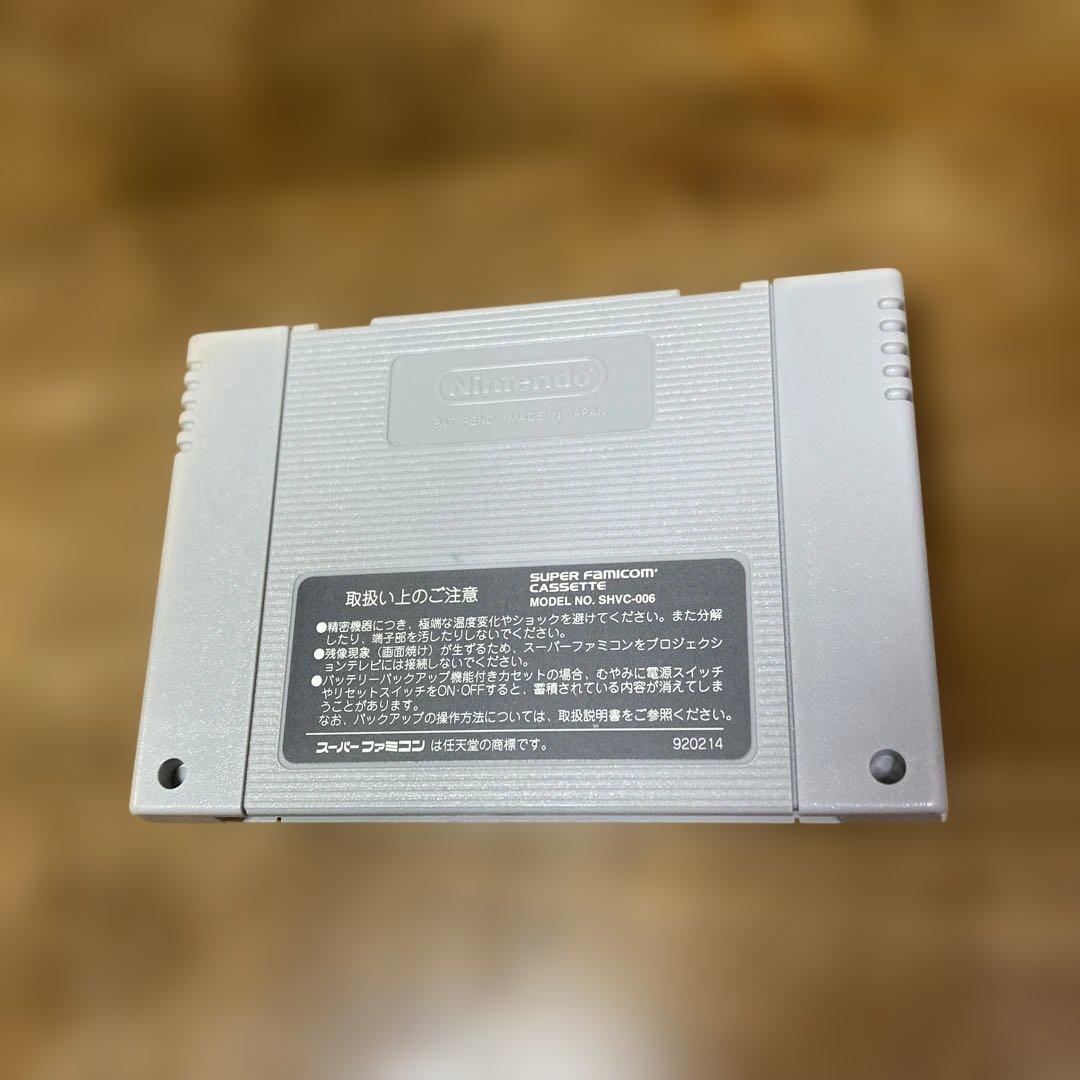 Nintendo
PAT. PEND. MADE IN JAPAN
取扱い上のご注意
SUPER FAMICOM
CASSETTE
MODEL NO. SHVC-006
●精密機器につき、極端な温度変化やショックを避けてください。また分解
したり、端子部を汚したりしないでください。
●残像現象（画面焼け）が生ずるため、スーパーファミコンをプロジェクシ
ョンテレビには接続しないでください。
●バッテリーバックアップ機能付きカセットの場合、むやみに電源スイッチ
やリセットスイッチをON・OFFすると、蓄積されている内容が消えてしま
うことがあります。
なお、バックアップの操作方法については、取扱説明書をご参照ください。
スーパーファミコン は任天堂の商標です。
920214